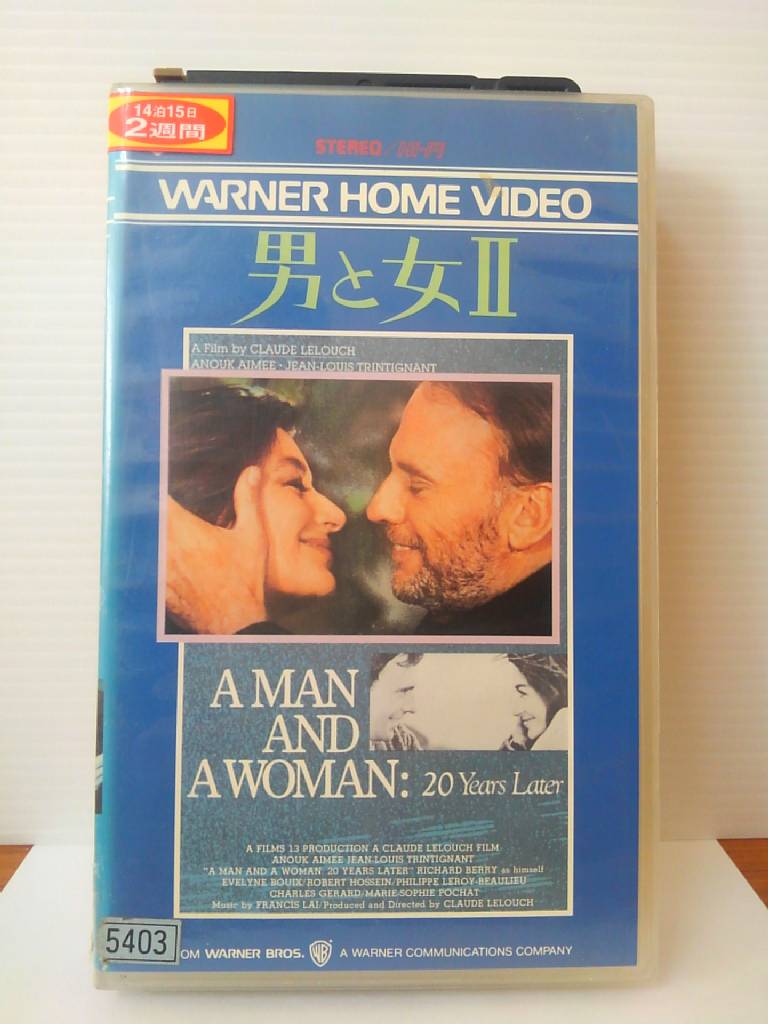 14泊15日
2週間
STEREO/HI-FI
WARNER HOME VIDEO
男と女II
A Film by CLAUDE LELOUCH
ANOUK AIMEE · JEAN-LOUIS TRINTIGNANT
A MAN
AND
A WOMAN: 20 Years Later
A FILMS 13 PRODUCTION A CLAUDE LELOUCH FILM
ANOUK AIMEE JEAN-LOUIS TRINTIGNANT
"A MAN AND A WOMAN 20 YEARS LATER" RICHARD BERRY as himself
EVELYNE BOUIX/ROBERT HOSSEIN/PHILIPPE LEROY-BEAULIEU
CHARLES GERARD/MARIE-SOPHIE POCHAT
Music by FRANCIS LAI/Produced and Directed by CLAUDE LELOUCH
5403
OM WARNER BROS. WB A WARNER COMMUNICATIONS COMPANY